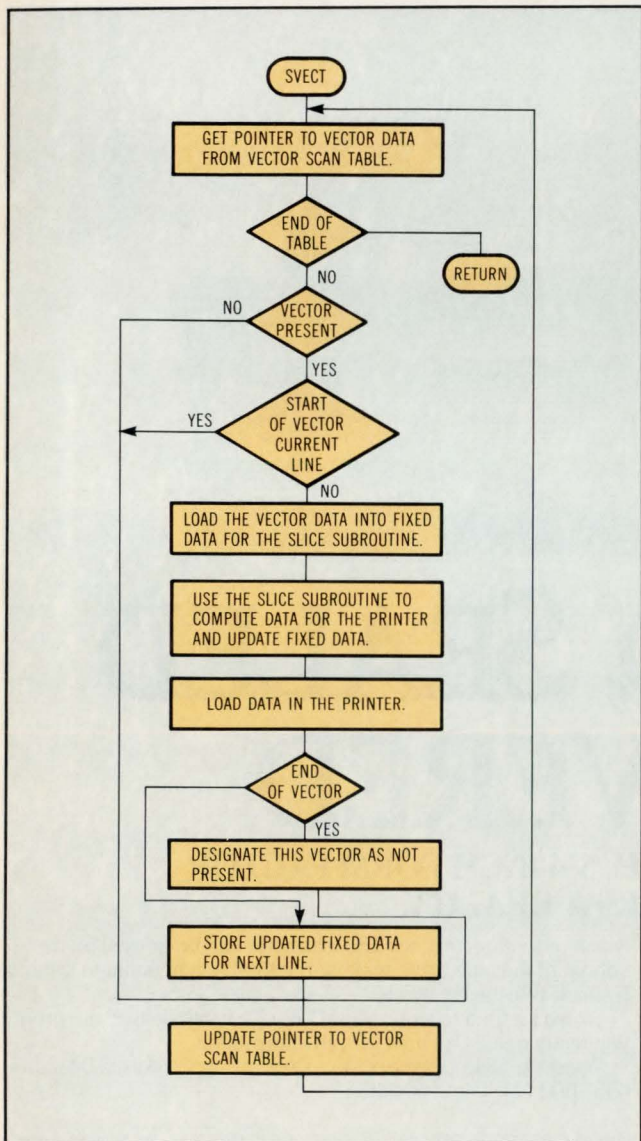 SVECT
GET POINTER TO VECTOR DATA
FROM VECTOR SCAN TABLE.
END OF
TABLE
RETURN
NO
NO
VECTOR
PRESENT
YES
YES
START
OF VECTOR
CURRENT
LINE
NO
LOAD THE VECTOR DATA INTO FIXED
DATA FOR THE SLICE SUBROUTINE.
USE THE SLICE SUBROUTINE TO
COMPUTE DATA FOR THE PRINTER
AND UPDATE FIXED DATA.
LOAD DATA IN THE PRINTER.
END
OF VECTOR
YES
DESIGNATE THIS VECTOR AS NOT
PRESENT.
STORE UPDATED FIXED DATA
FOR NEXT LINE.
UPDATE POINTER TO VECTOR
SCAN TABLE.